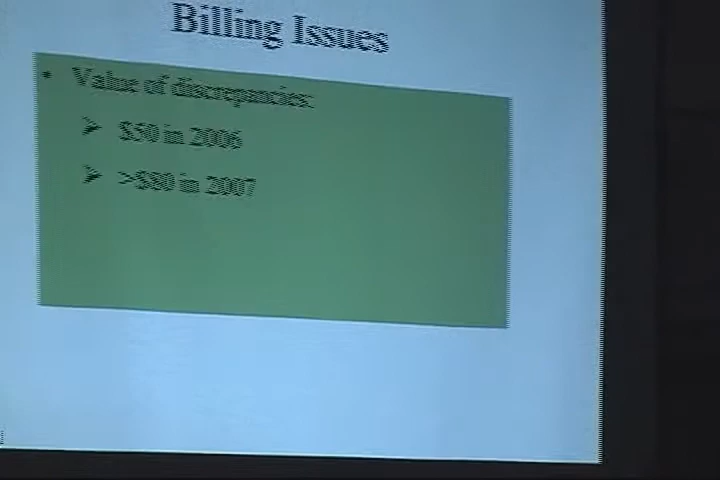 Billing Issues
• Value of discrepancies:
➢ $50 in 2006
➢ >$80 in 2007